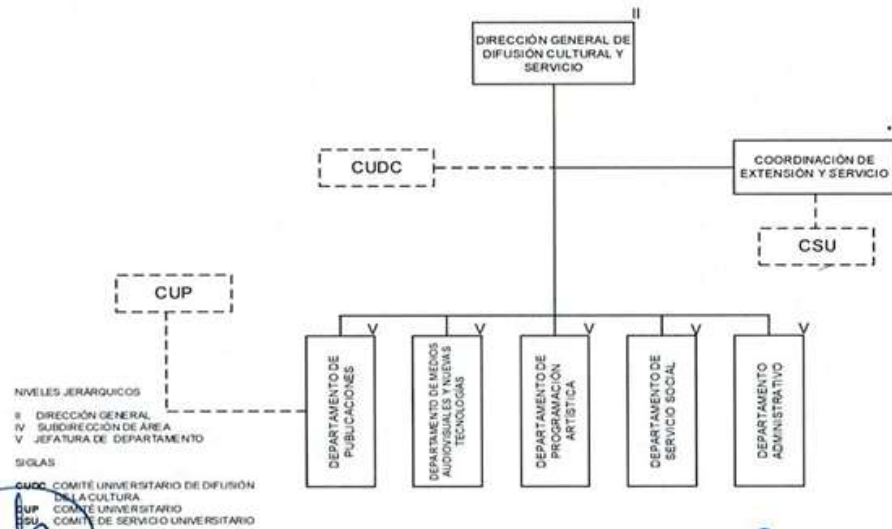 II
DIRECCIÓN GENERAL DE
DIFUSIÓN CULTURAL Y
SERVICIO
CUDC
COORDINACIÓN DE
EXTENSIÓN Y SERVICIO
CSU
CUP
V
V
V
V
V
DEPARTAMENTO DE
PUBLICACIONES
DEPARTAMENTO DE MEDIOS
AUDIOVISUALES Y NUEVAS
TECNOLOGÍAS
DEPARTAMENTO DE
PROGRAMACIÓN
ARTÍSTICA
DEPARTAMENTO DE
SERVICIO SOCIAL
DEPARTAMENTO
ADMINISTRATIVO
NIVELES JERÁRQUICOS
II DIRECCIÓN GENERAL
IV SUBDIRECCIÓN DE ÁREA
V JEFATURA DE DEPARTAMENTO
SIGLAS
CUDC COMITÉ UNIVERSITARIO DE DIFUSIÓN
DE LA CULTURA
CUP COMITÉ UNIVERSITARIO
CSU COMITÉ DE SERVICIO UNIVERSITARIO